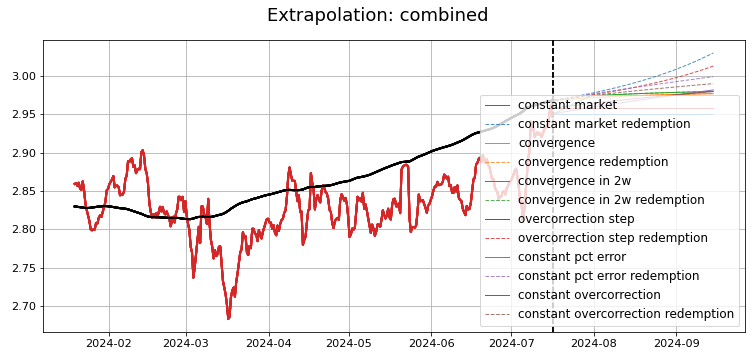 Extrapolation: combined
3.00
2.95
2.90
2.85
2.80
2.75
2.70
constant market
constant market redemption
convergence
convergence redemption
convergence in 2w
convergence in 2w redemption
overcorrection step
overcorrection step redemption
constant pct error
constant pct error redemption
constant overcorrection
constant overcorrection redemption
2024-02 2024-03 2024-04 2024-05 2024-06 2024-07 2024-08 2024-09